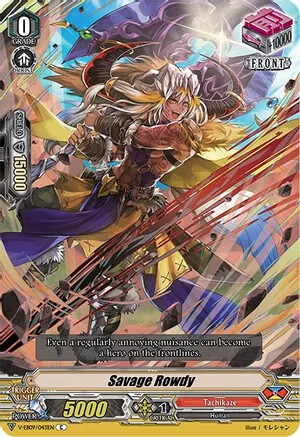 0
GRADE
BOOST
+10000
FRONT
SHIELD
15000
Even a regularly annoying nuisance can become
a hero on the frontlines.
Savage Rowdy
TRIGGER
UNIT
POWER
5000
1
CRITICAL
Tachikaze
Human
V-EB09/043EN C
Illust / モレシャン